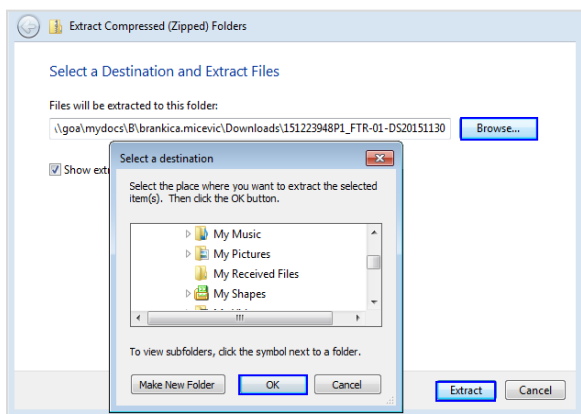 Extract Compressed (Zipped) Folders
Select a Destination and Extract Files
Files will be extracted to this folder:
\goa\mydocs\B\brankica.micevic\Downloads\151223948P1_FTR-01-DS20151130
Browse...
Show
Select a destination
Select the place where you want to extract the selected
item(s). Then click the OK button.
My Music
My Pictures
My Received Files
My Shapes
To view subfolders, click the symbol next to a folder.
Make New Folder
OK
Cancel
Extract
Cancel